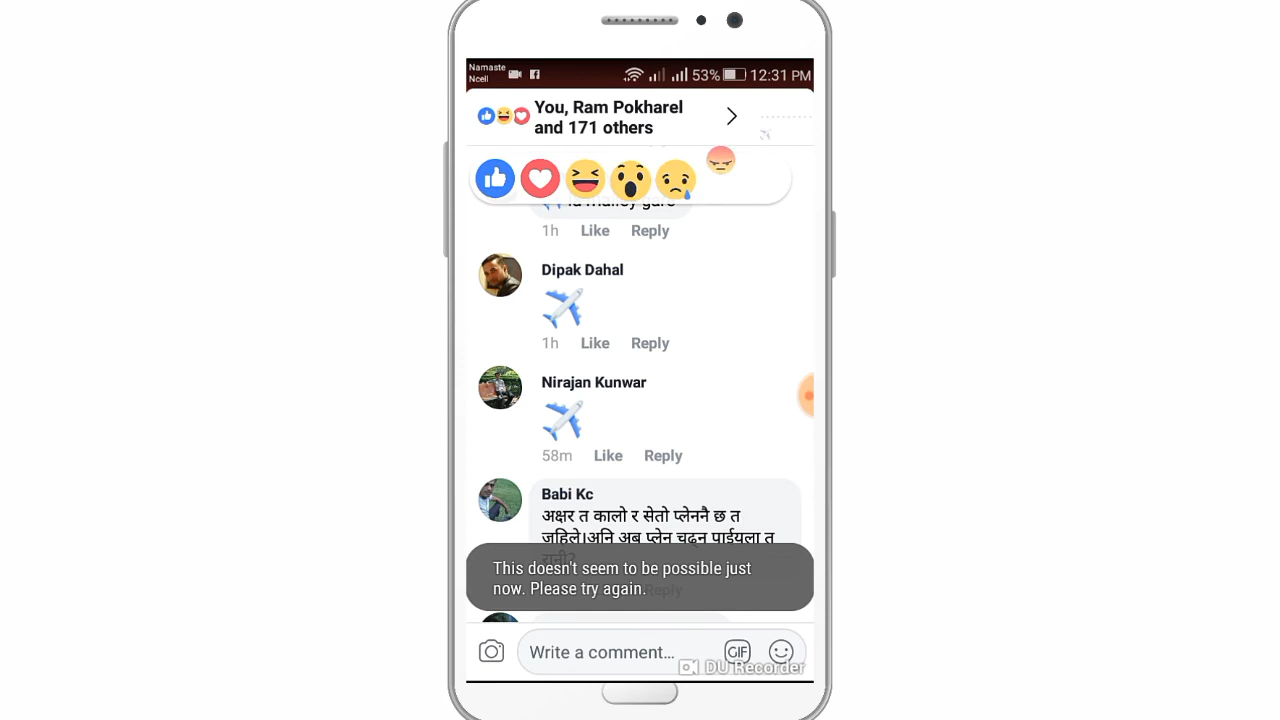 Namaste
Ncell
53%
12:31 PM
You, Ram Pokharel
and 171 others
1h Like Reply
Dipak Dahal
1h Like Reply
Nirajan Kunwar
58m Like Reply
Babi Kc
अक्षर त कालो र सेतो प्लेननै छ त
जहिले।अनि अब प्लेन चढ्न पाईयला त
This doesn't seem to be possible just
now. Please try again.
Reply
Write a comment...
GIF
DU Recorder